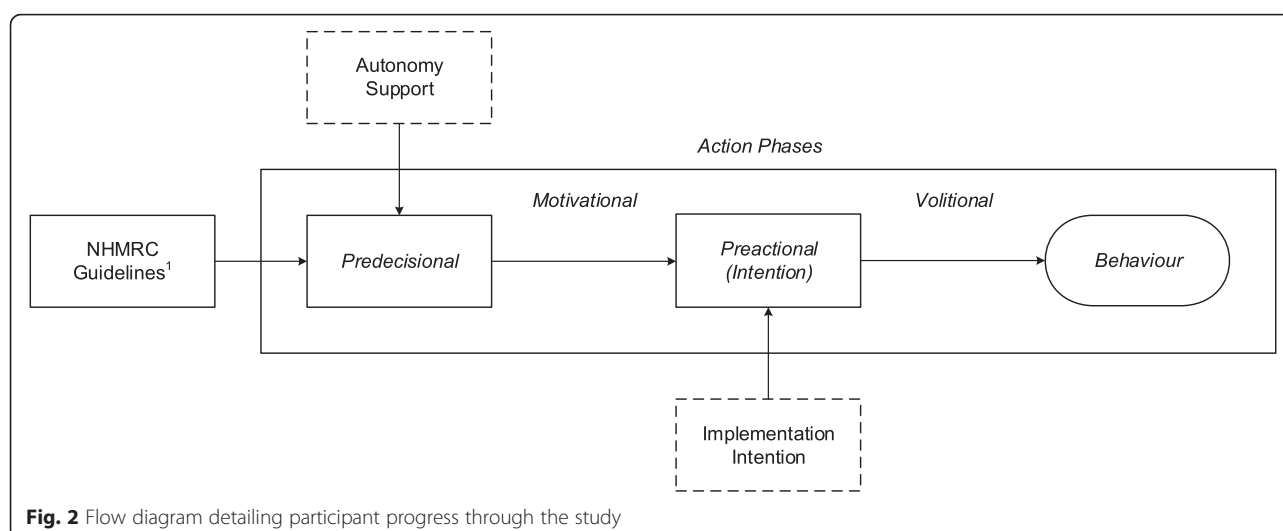 Autonomy
Support
Action Phases
Motivational
Volitional
NHMRC
Guidelines¹
Predecisional
Preactional
(Intention)
Behaviour
Implementation
Intention
Fig. 2 Flow diagram detailing participant progress through the study